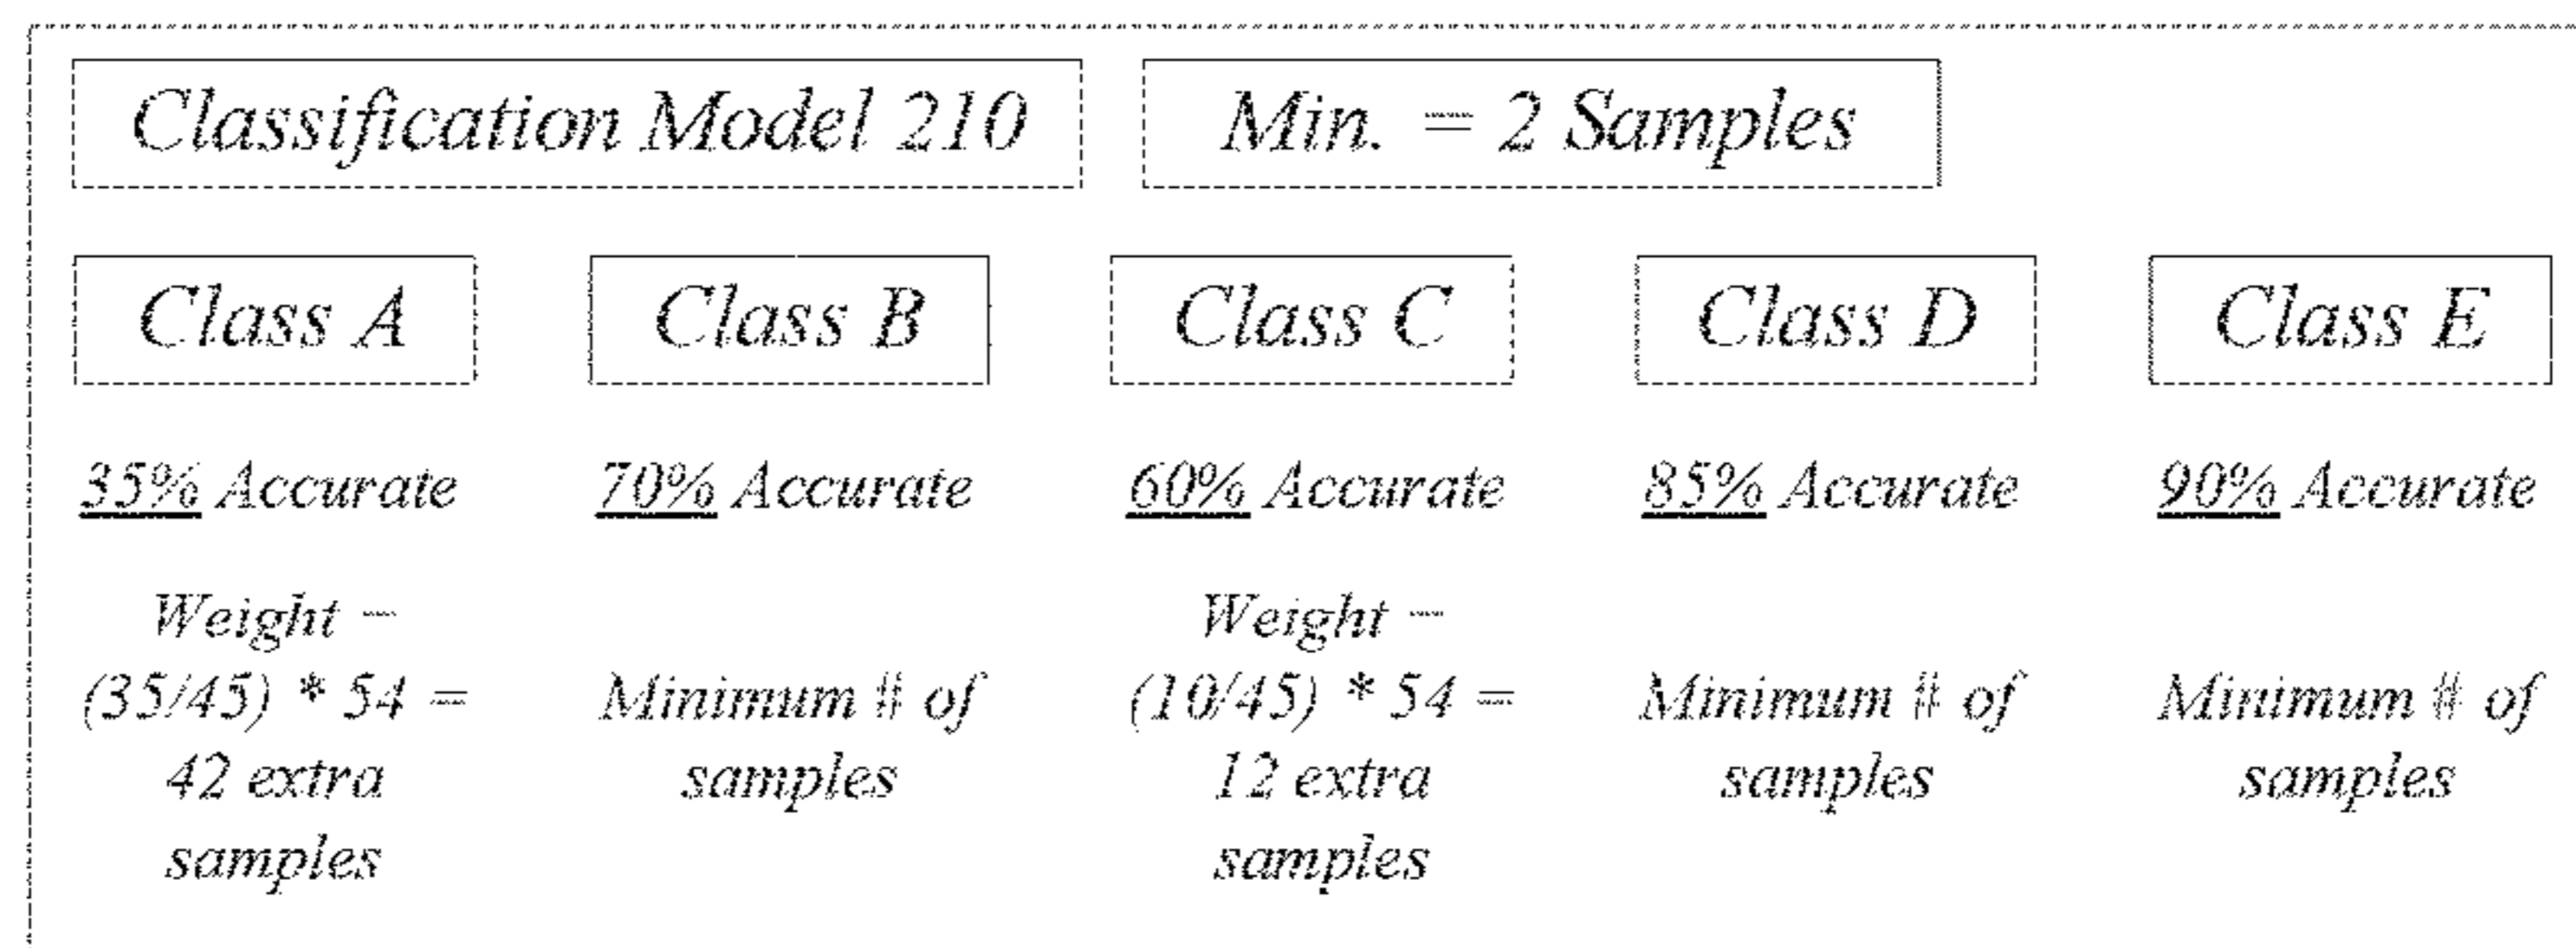 Classification Model 210
Min. = 2 Samples
Class A
Class B
Class C
Class D
Class E
35% Accurate
70% Accurate
60% Accurate
85% Accurate
90% Accurate
Weight –
(35/45) * 54 =
42 extra
samples
Minimum # of
samples
Weight –
(10/45) * 54 =
12 extra
samples
Minimum # of
samples
Minimum # of
samples